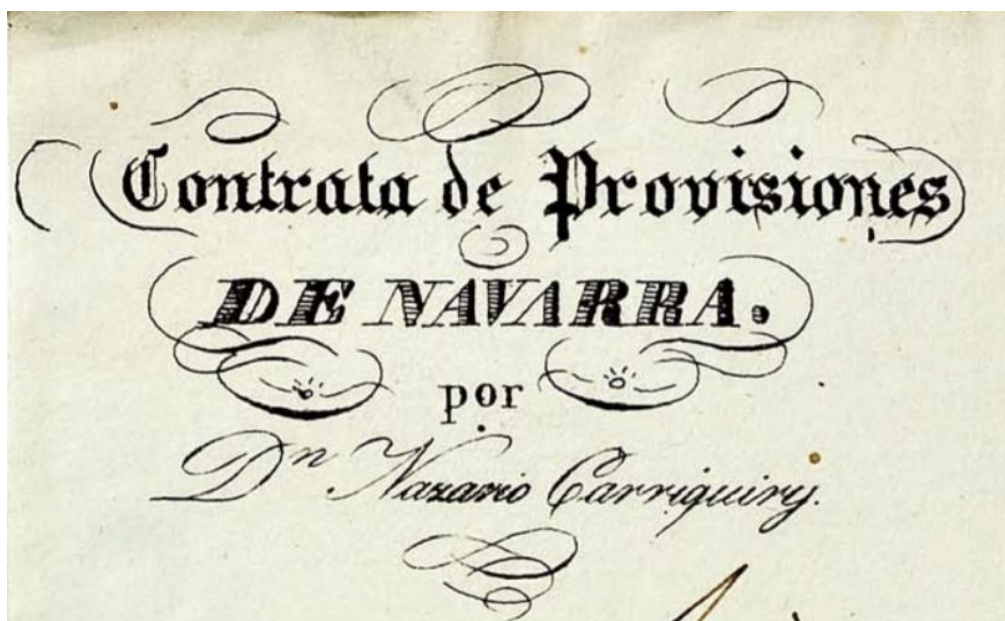 Contrata de Provisiones
DE NAVARRA.
por
Dn Nazario Carriquiry.